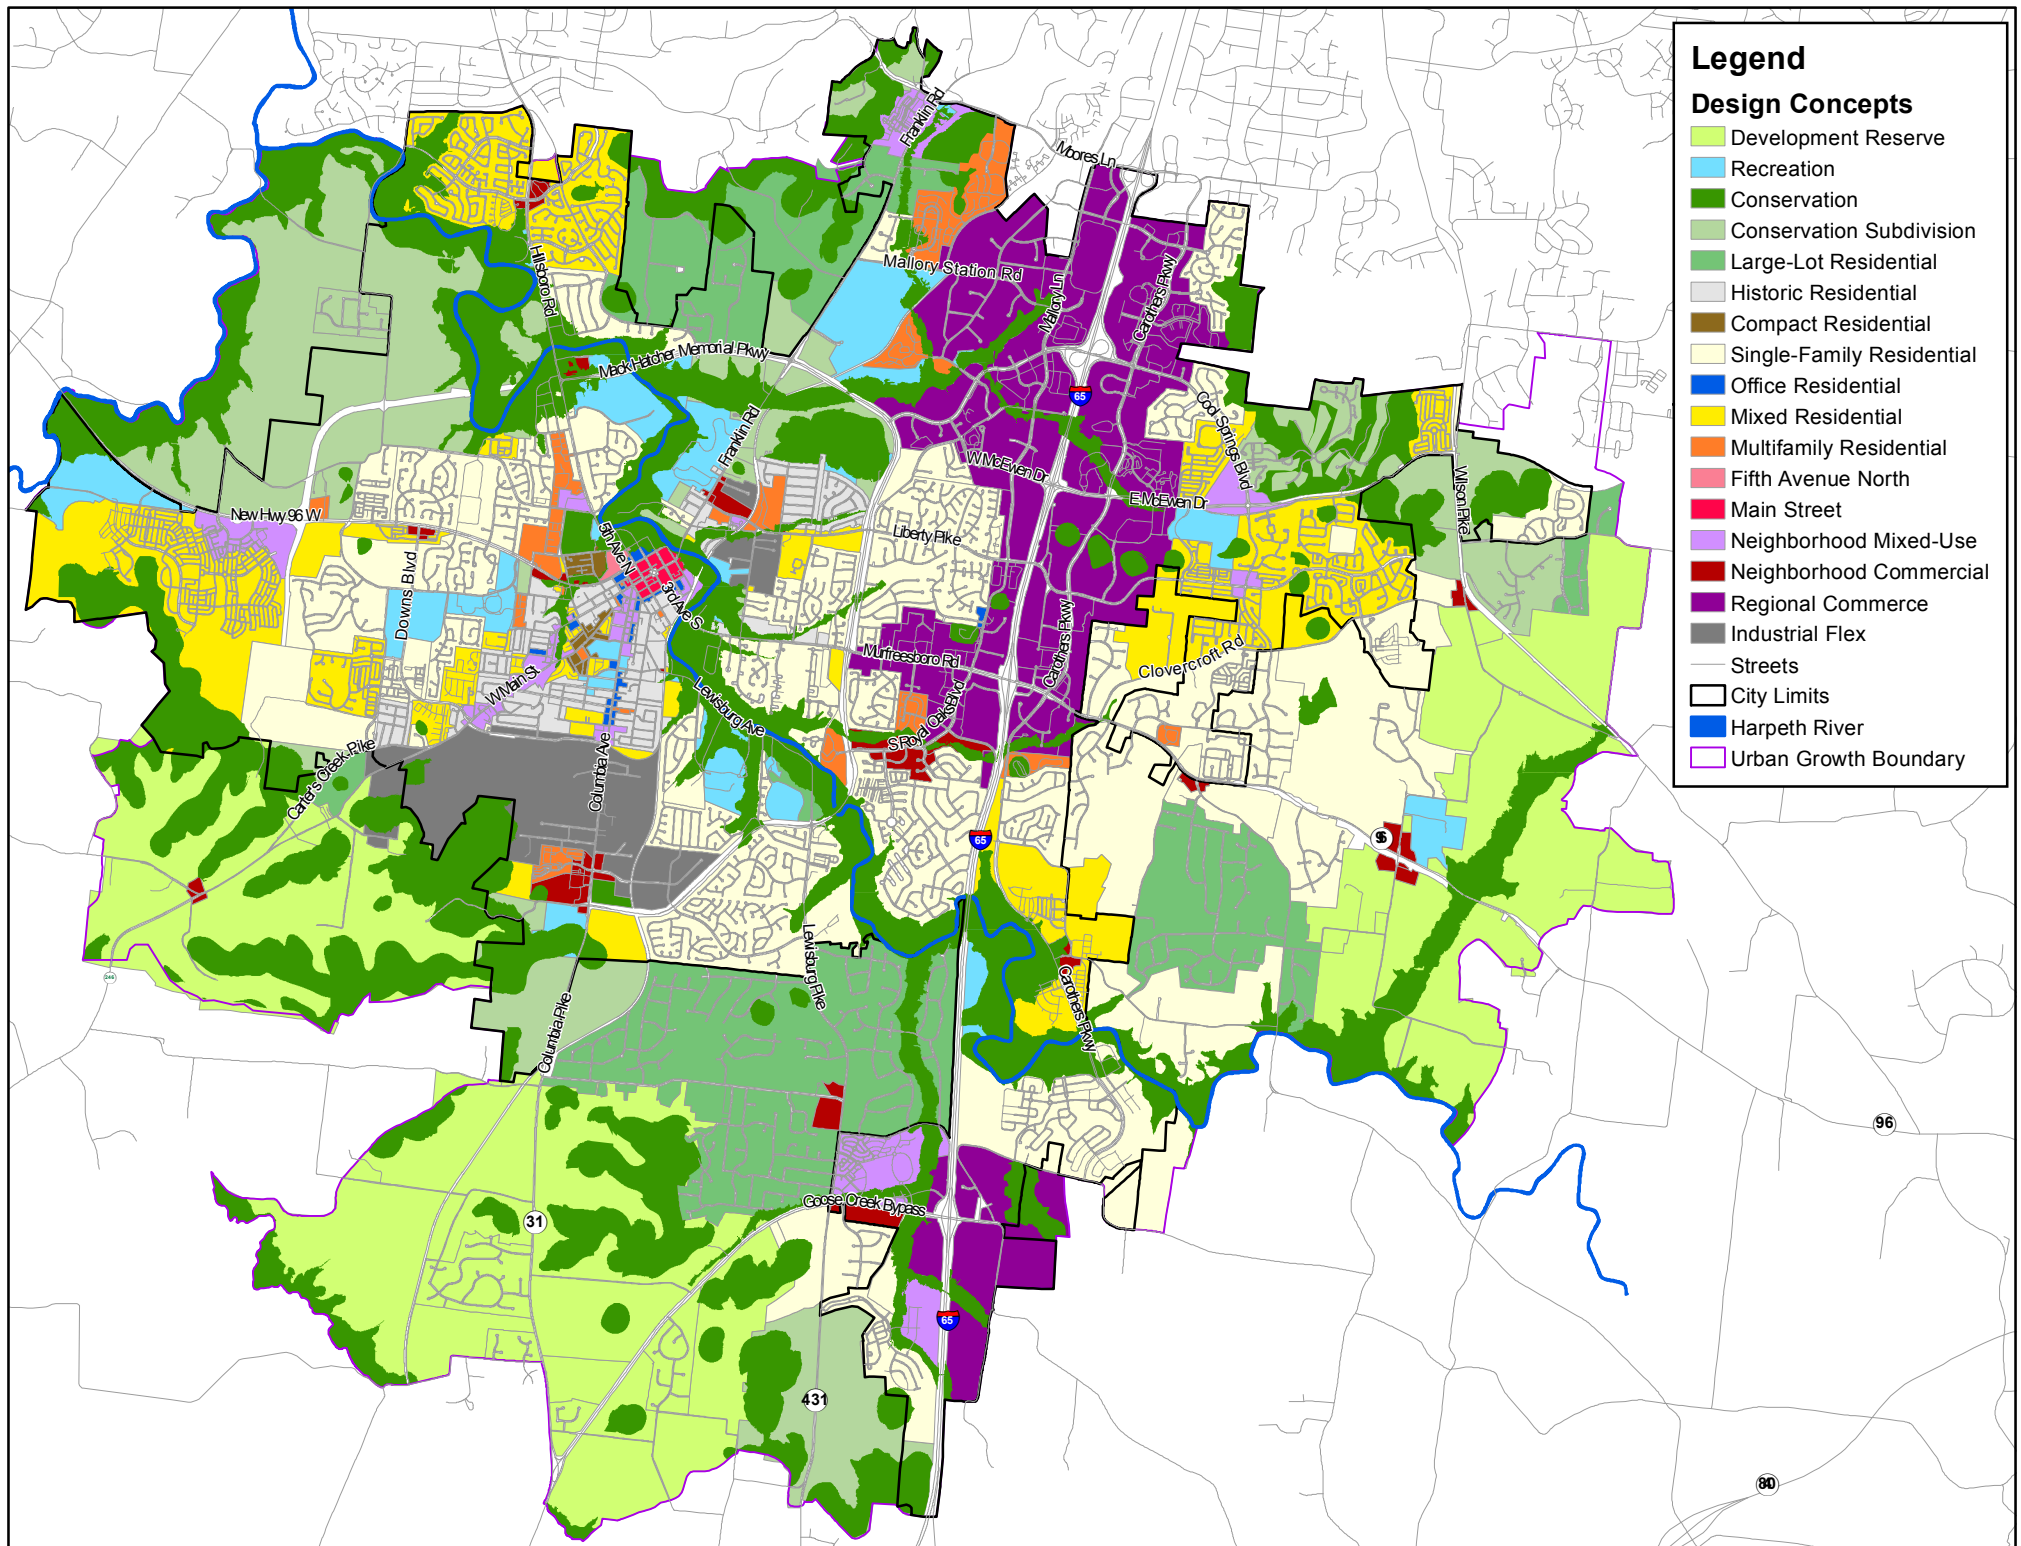 Legend
Design Concepts
Development Reserve
Recreation
Conservation
Conservation Subdivision
Large-Lot Residential
Historic Residential
Compact Residential
Single-Family Residential
Office Residential
Mixed Residential
Multifamily Residential
Fifth Avenue North
Main Street
Neighborhood Mixed-Use
Neighborhood Commercial
Regional Commerce
Industrial Flex
Streets
City Limits
Harpeth River
Urban Growth Boundary
Franklin Rd
Moores Ln
Mallory Station Rd
Hillsboro Rd
Mallory Ln
Carothers Pkwy
Mack Hatcher Memorial Pkwy
65
Cool Springs Blvd
Franklin Rd
W McEwen Dr
E McEwen Dr
Wilson Pike
New Hwy 96 W
5th Ave N
Liberty Pike
Downs Blvd
3rd Ave S
Murfreesboro Rd
Carothers Pkwy
Clovercroft Rd
W Main St
Lewisburg Ave
S Royal Oaks Blvd
Carter's Creek Pike
Columbia Ave
65
96
Lewisburg Pike
246
Carothers Pkwy
Columbia Pike
96
Goose Creek Bypass
31
65
431
840